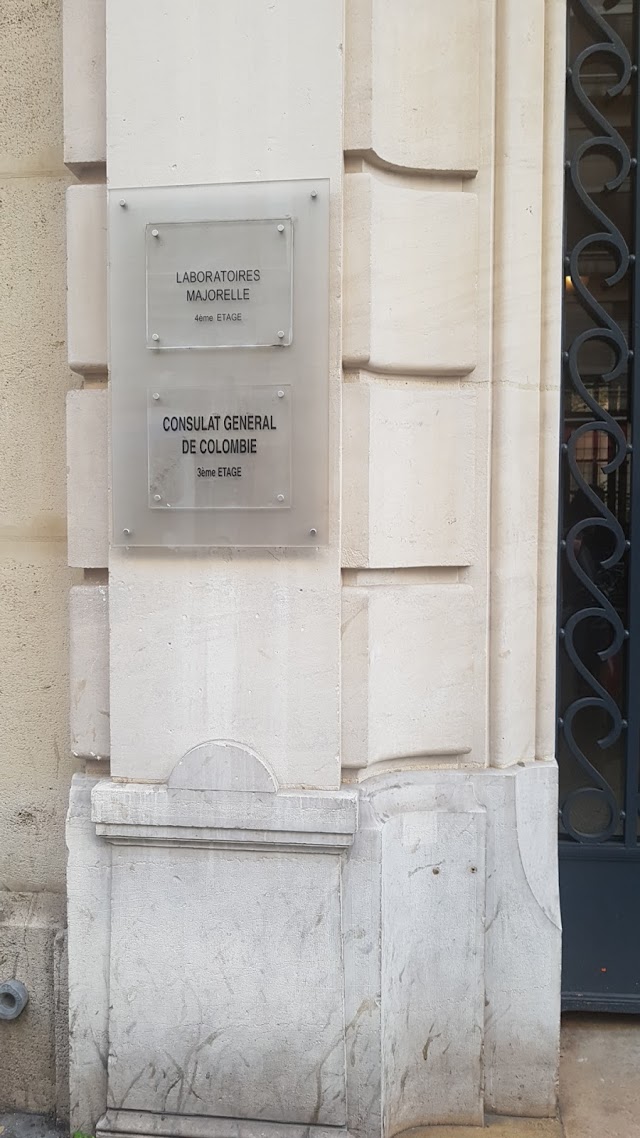 LABORATOIRES
MAJORELLE
4ème ETAGE
CONSULAT GENERAL
DE COLOMBIE
3ème ETAGE